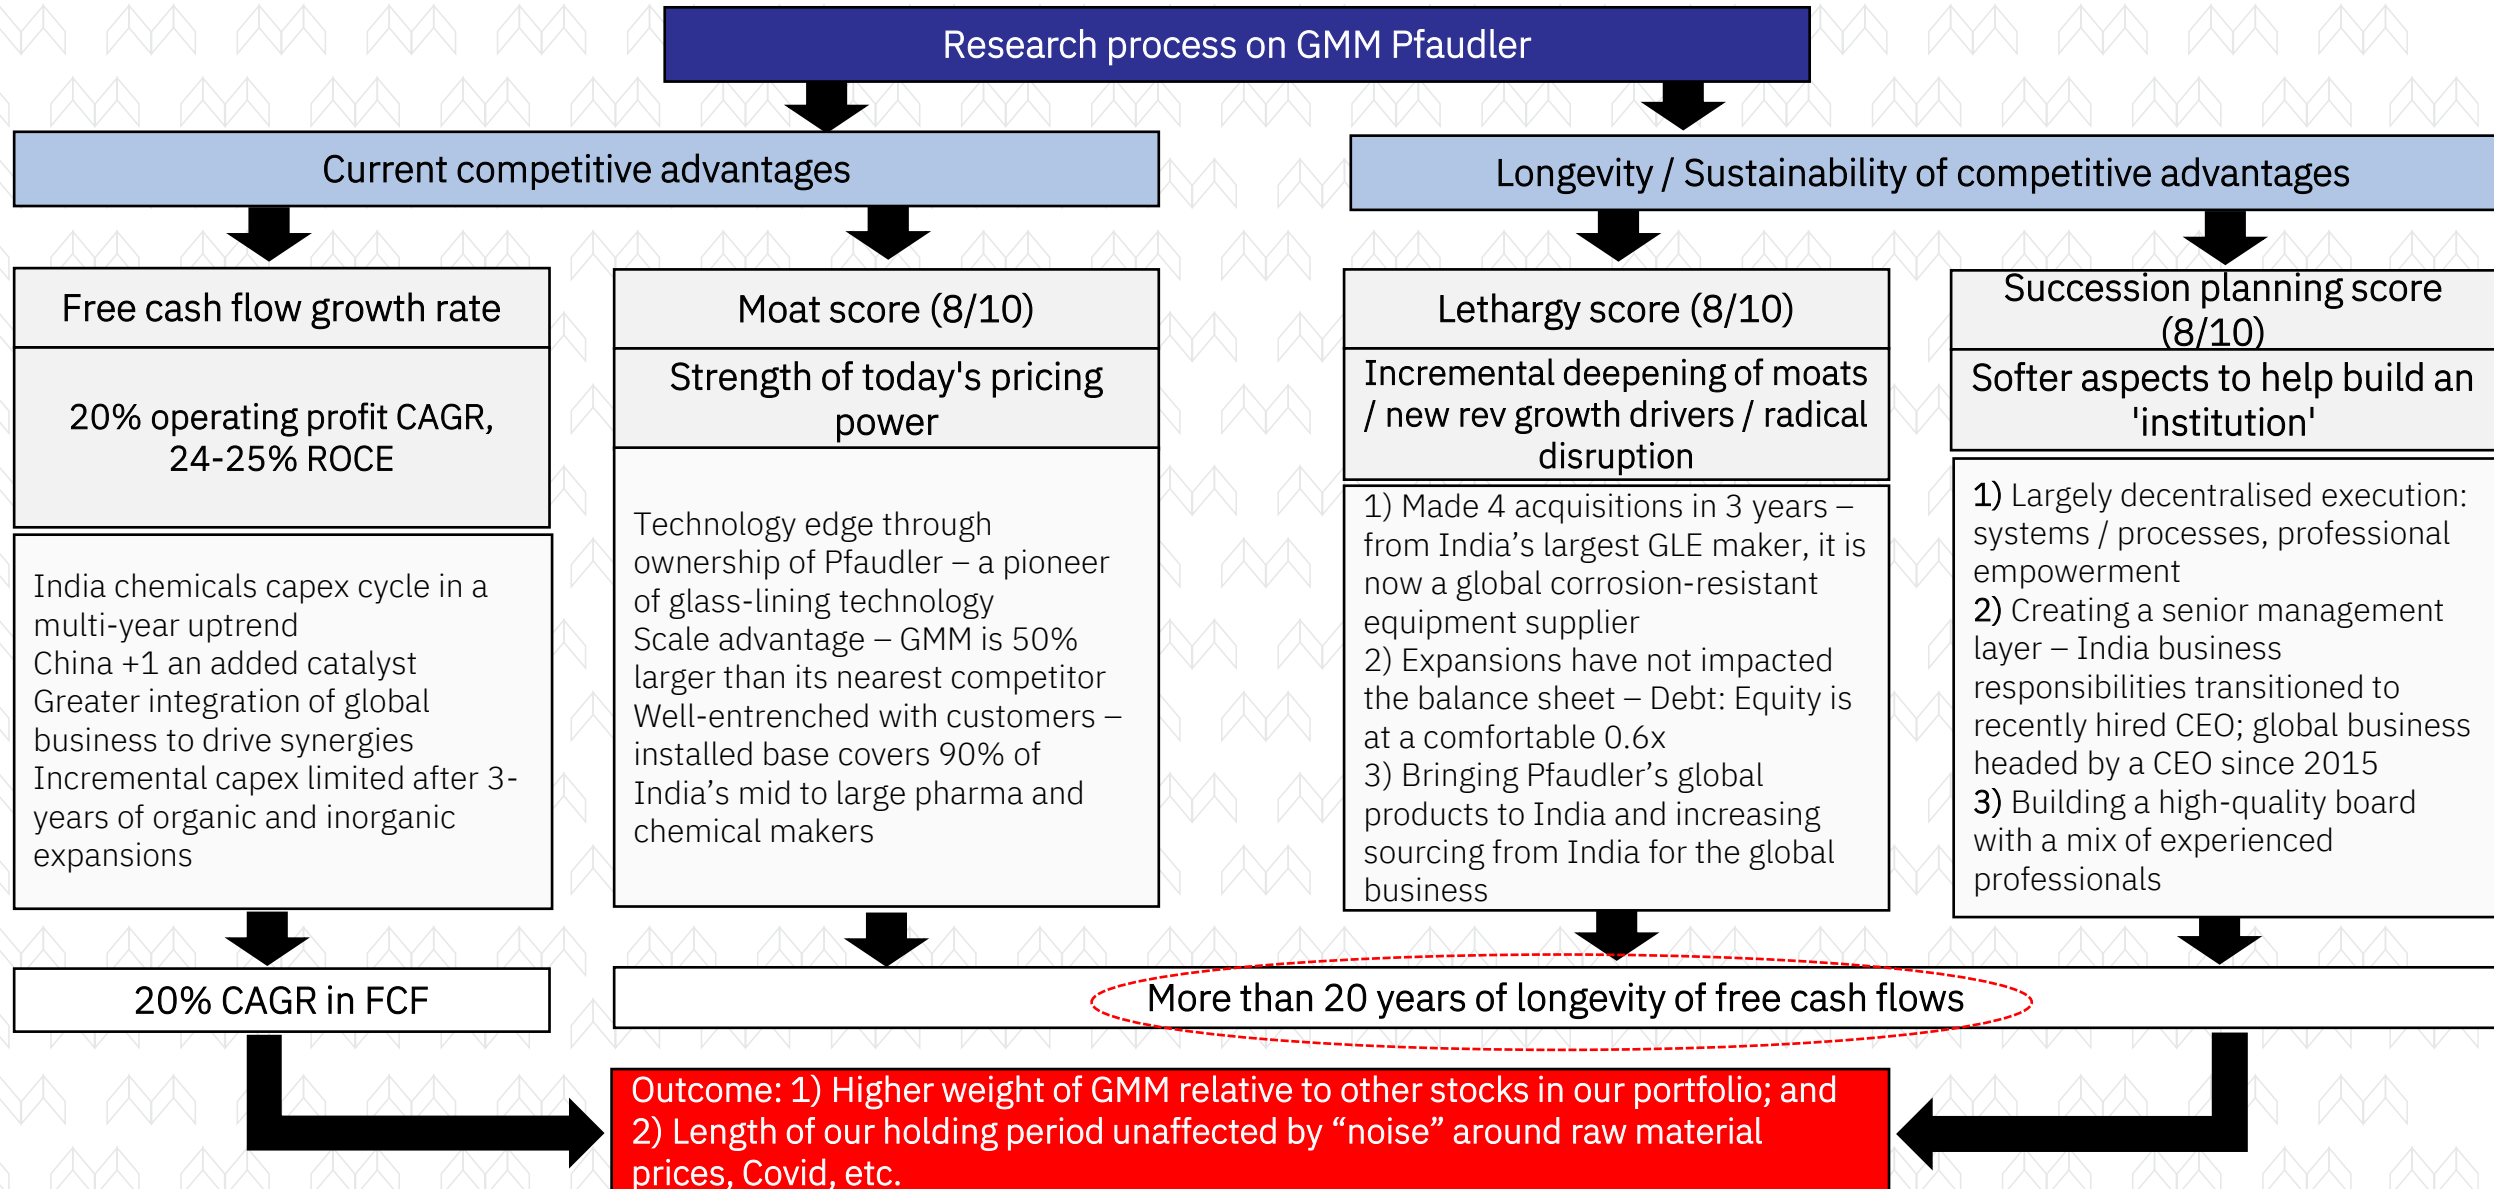 Research process on GMM Pfaudler
Current competitive advantages
Longevity / Sustainability of competitive advantages
Free cash flow growth rate
20% operating profit CAGR,
24-25% ROCE
India chemicals capex cycle in a
multi-year uptrend
China +1 an added catalyst
Greater integration of global
business to drive synergies
Incremental capex limited after 3-
years of organic and inorganic
expansions
20% CAGR in FCF
Moat score (8/10)
Strength of today's pricing
power
Technology edge through
ownership of Pfaudler – a pioneer
of glass-lining technology
Scale advantage – GMM is 50%
larger than its nearest competitor
Well-entrenched with customers –
installed base covers 90% of
India’s mid to large pharma and
chemical makers
Lethargy score (8/10)
Incremental deepening of moats
/ new rev growth drivers / radical
disruption
1) Made 4 acquisitions in 3 years –
from India’s largest GLE maker, it is
now a global corrosion-resistant
equipment supplier
2) Expansions have not impacted
the balance sheet – Debt: Equity is
at a comfortable 0.6x
3) Bringing Pfaudler’s global
products to India and increasing
sourcing from India for the global
business
Succession planning score
(8/10)
Softer aspects to help build an
'institution'
1) Largely decentralised execution:
systems / processes, professional
empowerment
2) Creating a senior management
layer – India business
responsibilities transitioned to
recently hired CEO; global business
headed by a CEO since 2015
3) Building a high-quality board
with a mix of experienced
professionals
More than 20 years of longevity of free cash flows
Outcome: 1) Higher weight of GMM relative to other stocks in our portfolio; and
2) Length of our holding period unaffected by “noise” around raw material
prices, Covid, etc.